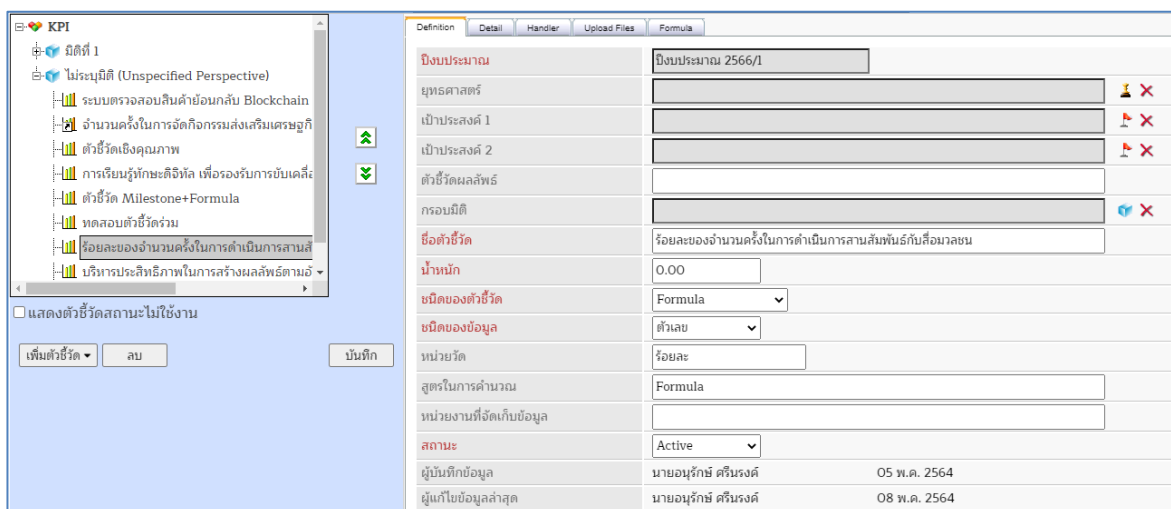 KPI
มิติที่ 1
ไม่ระบุมิติ (Unspecified Perspective)
ระบบตรวจสอบสินค้าย้อนกลับ Blockchain
จำนวนครั้งในการจัดกิจกรรมส่งเสริมเศรษฐกิ
ตัวชี้วัดเชิงคุณภาพ
การเรียนรู้ทักษะดิจิทัล เพื่อรองรับการขับเคลื่อ
ตัวชี้วัด Milestone+Formula
ทดสอบตัวชี้วัดร่วม
ร้อยละของจำนวนครั้งในการดำเนินการสานสั
บริหารประสิทธิภาพในการสร้างผลลัพธ์ตามอั
แสดงตัวชี้วัดสถานะไม่ใช้งาน
เพิ่มตัวชี้วัด ลบ บันทึก
Definition Detail Handler Upload Files Formula
ปีงบประมาณ ปีงบประมาณ 2566/1
ยุทธศาสตร์
เป้าประสงค์ 1
เป้าประสงค์ 2
ตัวชี้วัดผลลัพธ์
กรอบมิติ
ชื่อตัวชี้วัด ร้อยละของจำนวนครั้งในการดำเนินการสานสัมพันธ์กับสื่อมวลชน
น้ำหนัก 0.00
ชนิดของตัวชี้วัด Formula
ชนิดของข้อมูล ตัวเลข
หน่วยวัด ร้อยละ
สูตรในการคำนวณ Formula
หน่วยงานที่จัดเก็บข้อมูล
สถานะ Active
ผู้บันทึกข้อมูล นายอนุรักษ์ ศรีนรงค์ 05 พ.ค. 2564
ผู้แก้ไขข้อมูลล่าสุด นายอนุรักษ์ ศรีนรงค์ 08 พ.ค. 2564